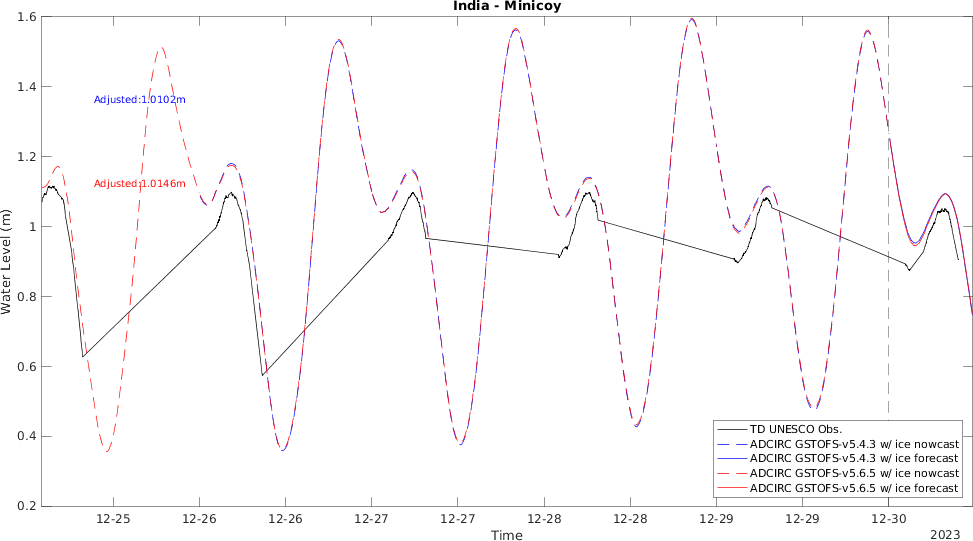 India - Minicoy
1.6
1.4
1.2
1
0.8
0.6
0.4
0.2
Water Level (m)
Adjusted:1.0102m
Adjusted:1.0146m
TD UNESCO Obs.
ADCIRC GSTOFS-v5.4.3 w/ ice nowcast
ADCIRC GSTOFS-v5.4.3 w/ ice forecast
ADCIRC GSTOFS-v5.6.5 w/ ice nowcast
ADCIRC GSTOFS-v5.6.5 w/ ice forecast
12-25 12-26 12-26 12-27 12-27 12-28 12-28 12-29 12-29 12-30
Time
2023